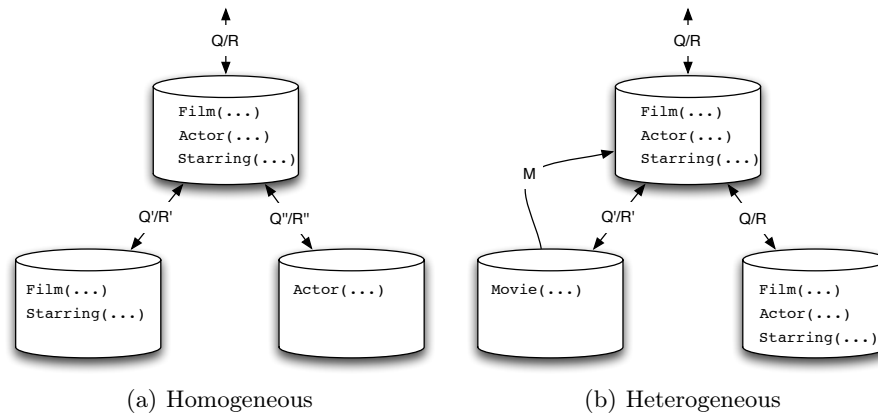 Q/R
Film(...)
Actor(...)
Starring(...)
Q'/R'
Q"/R"
Film(...)
Starring(...)
Actor(...)
(a) Homogeneous
Q/R
Film(...)
Actor(...)
Starring(...)
M
Q'/R'
Q/R
Movie(...)
Film(...)
Actor(...)
Starring(...)
(b) Heterogeneous